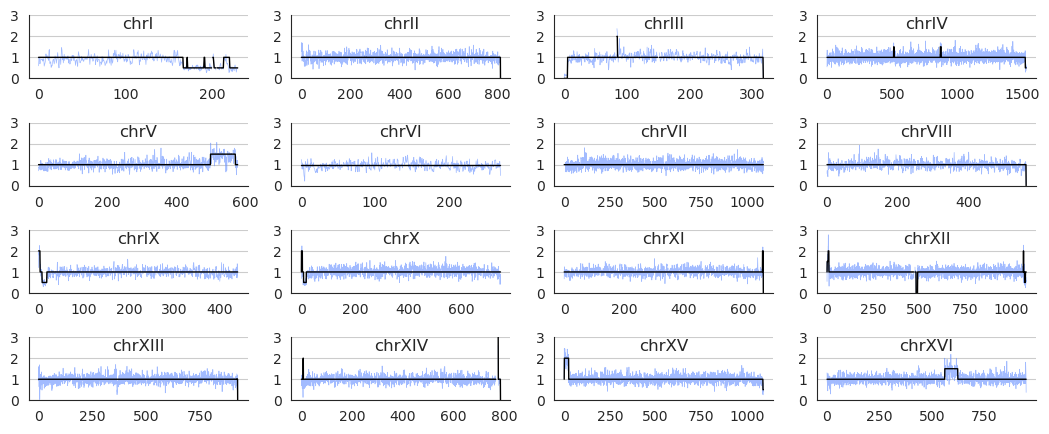 3 chrI 3 chrII 3 chrIII 3 chrIV
2 2 2 2
1 1 1 1
0 0 0 0
0 100 200 0 200 400 600 800 0 100 200 300 0 500 1000 1500
3 chrV 3 chrVI 3 chrVII 3 chrVIII
2 2 2 2
1 1 1 1
0 0 0 0
0 200 400 600 0 100 200 0 250 500 750 1000 0 200 400
3 chrIX 3 chrX 3 chrXI 3 chrXII
2 2 2 2
1 1 1 1
0 0 0 0
0 100 200 300 400 0 200 400 600 0 200 400 600 0 250 500 750 1000
3 chrXIII 3 chrXIV 3 chrXV 3 chrXVI
2 2 2 2
1 1 1 1
0 0 0 0
0 250 500 750 0 200 400 600 800 0 250 500 750 1000 0 250 500 750